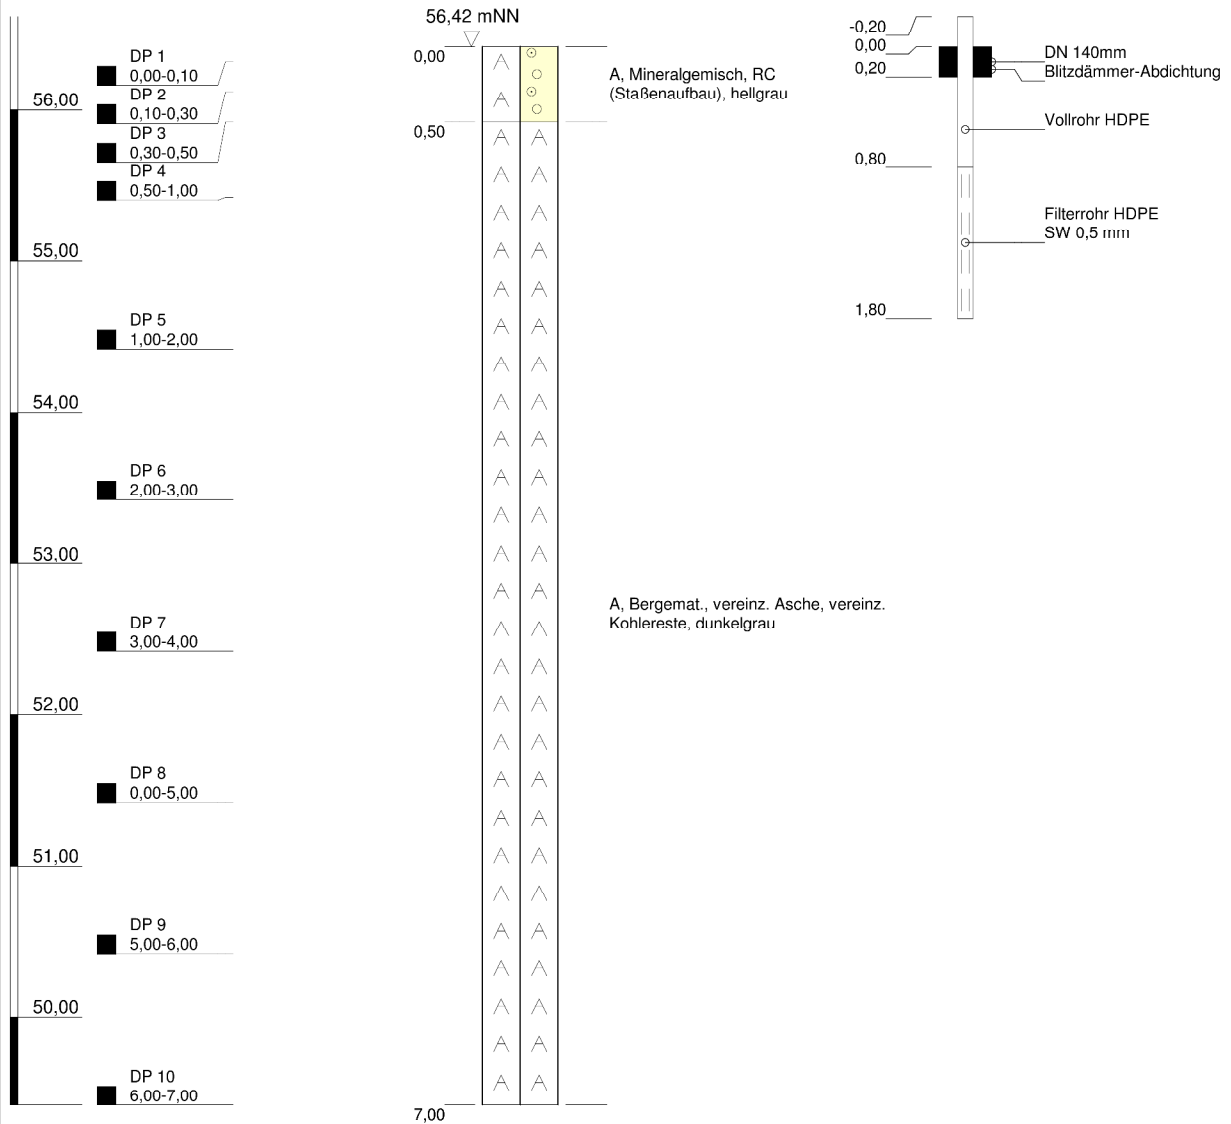 56,42 mNN
DP 1
0,00-0,10
DP 2
0,10-0,30
DP 3
0,30-0,50
DP 4
0,50-1,00
DP 5
1,00-2,00
DP 6
2,00-3,00
DP 7
3,00-4,00
DP 8
0,00-5,00
DP 9
5,00-6,00
DP 10
6,00-7,00
56,00
55,00
54,00
53,00
52,00
51,00
50,00
0,00
0,50
7,00
A, Mineralgemisch, RC
(Staßenaufbau), hellgrau
A, Bergemat., vereinz. Asche, vereinz.
Kohlereste, dunkelgrau
-0,20
0,00
0,20
0,80
1,80
DN 140mm
Blitzdämmer-Abdichtung
Vollrohr HDPE
Filterrohr HDPE
SW 0,5 mm